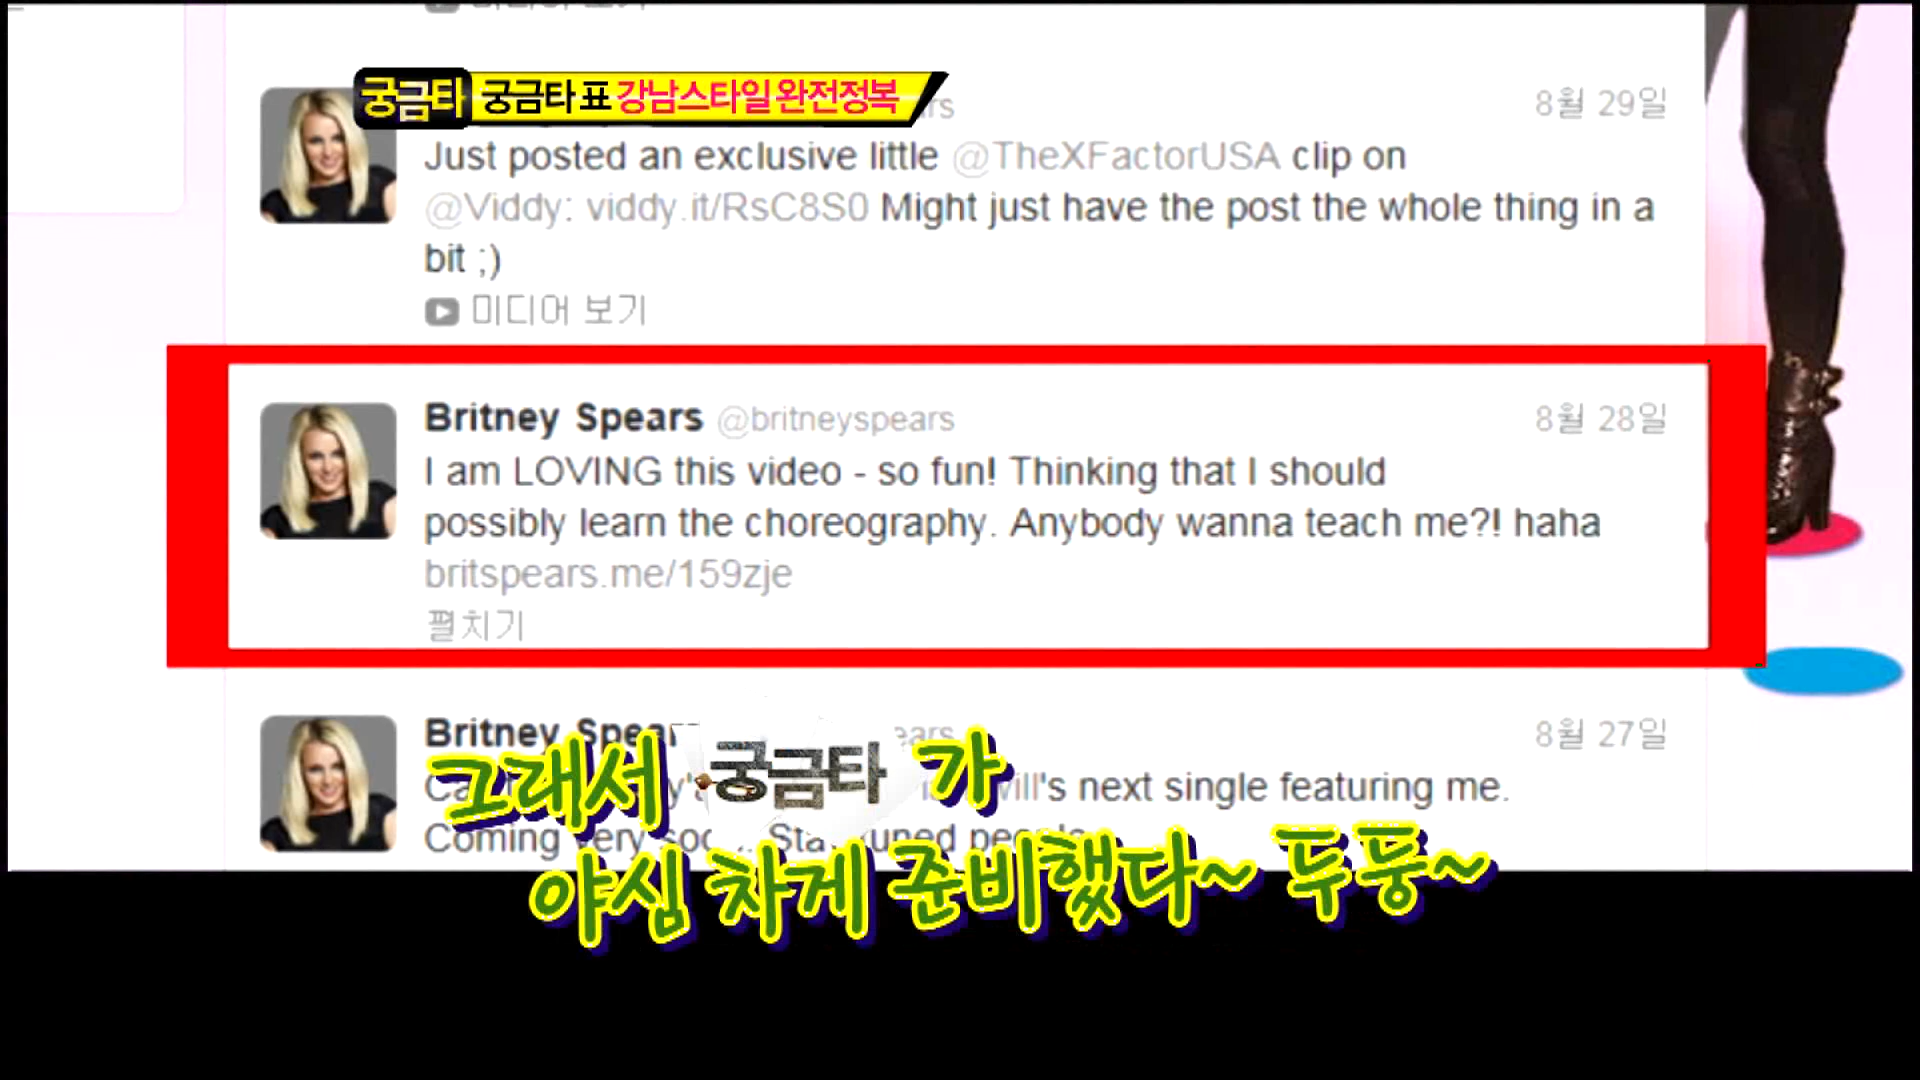 궁금타 궁금타 표 강남스타일 완전정복
8월 29일
Just posted an exclusive little @TheXFactorUSA clip on
@Viddy: viddy.it/RsC8S0 Might just have the post the whole thing in a
bit ;)
미디어 보기
Britney Spears @britneyspears 8월 28일
I am LOVING this video - so fun! Thinking that I should
possibly learn the choreography. Anybody wanna teach me?! haha
britspears.me/159zje
펼치기
Britney 8월 27일
그래서 궁금타 가
next single featuring me.
Coming
야심 차게 준비했다~ 두둥~